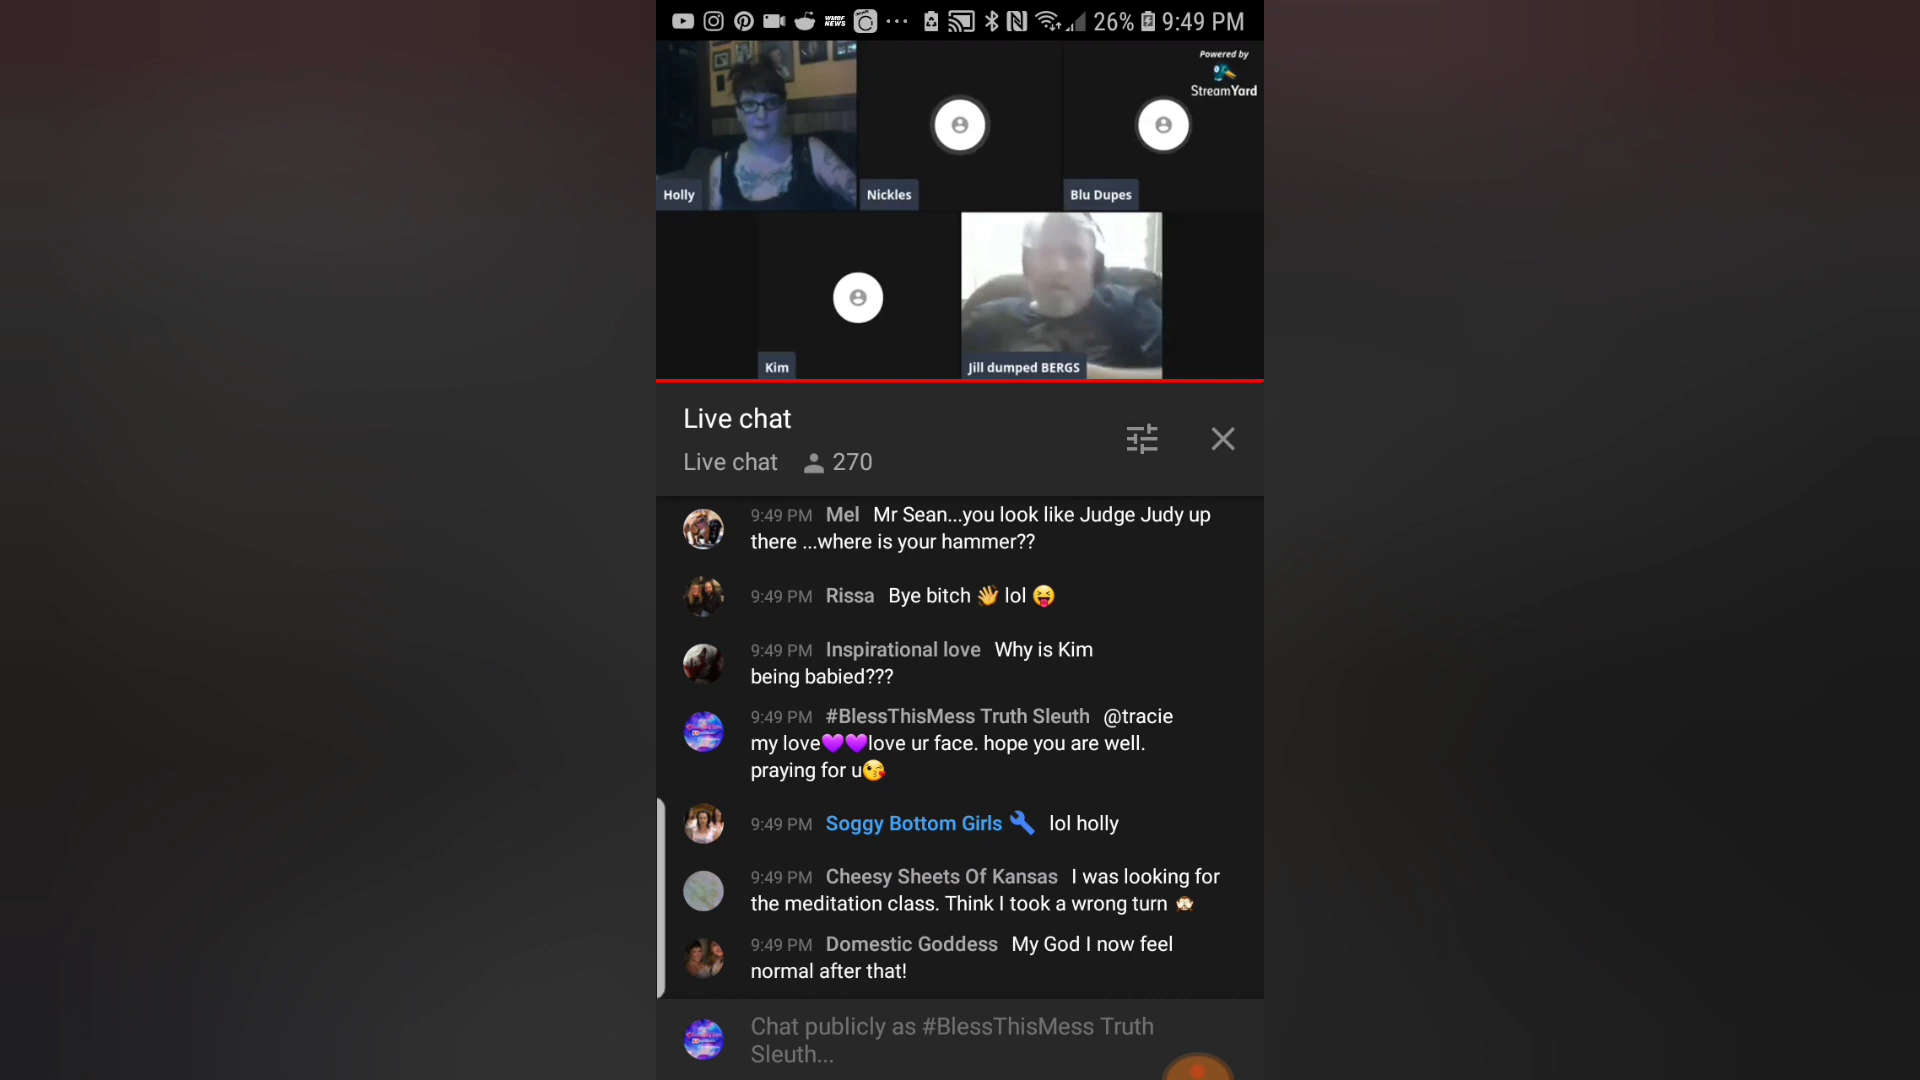 WMBF
NEWS
26% 9:49 PM
Powered by
StreamYard
Holly
Nickles
Blu Dupes
Kim
Jill dumped BERGS
Live chat
Live chat 270
9:49 PM Mel Mr Sean...you look like Judge Judy up
there ...where is your hammer??
9:49 PM Rissa Bye bitch 👋 lol 😝
9:49 PM Inspirational love Why is Kim
being babied???
9:49 PM #BlessThisMess Truth Sleuth @tracie
my love💜💜love ur face. hope you are well.
praying for u😘
9:49 PM Soggy Bottom Girls 🔧 lol holly
9:49 PM Cheesy Sheets Of Kansas I was looking for
the meditation class. Think I took a wrong turn 🙈
9:49 PM Domestic Goddess My God I now feel
normal after that!
Chat publicly as #BlessThisMess Truth
Sleuth...